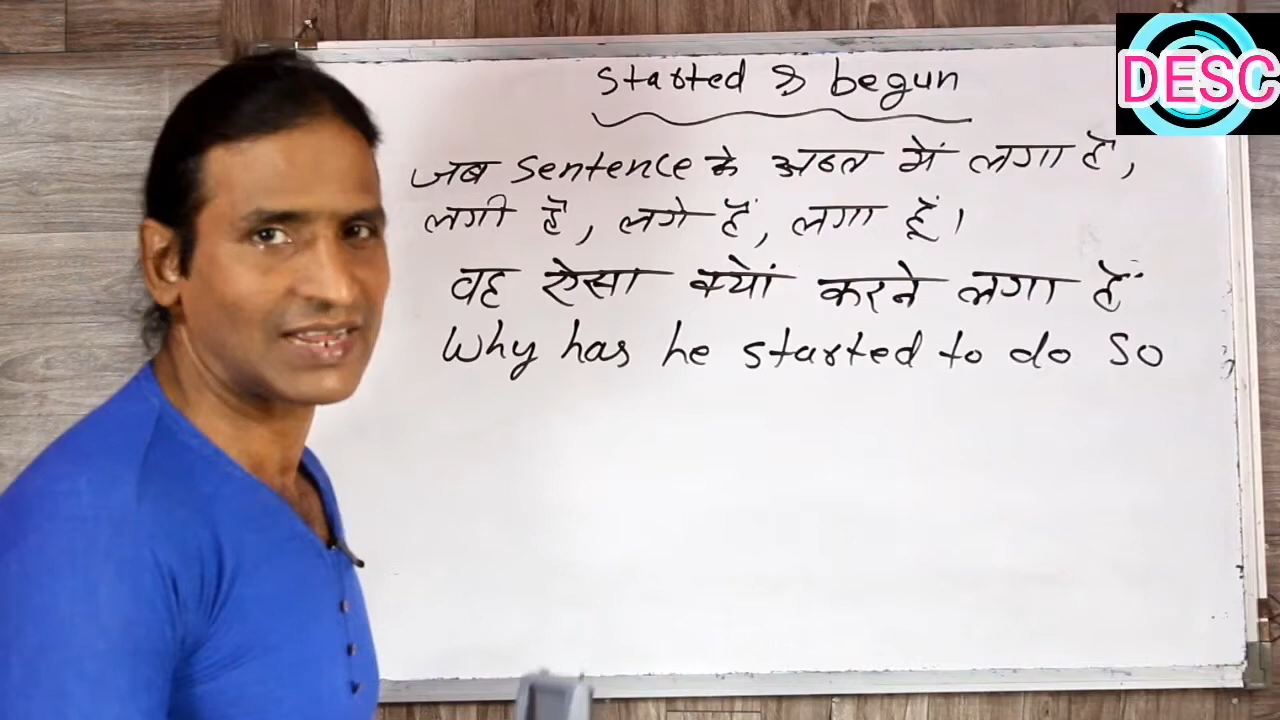 DESC
Started & begun
जब Sentence के अन्त में लगा है,
लगी है, लगे हैं, लगा हूँ।
वह ऐसा क्यों करने लगा है
Why has he started to do so